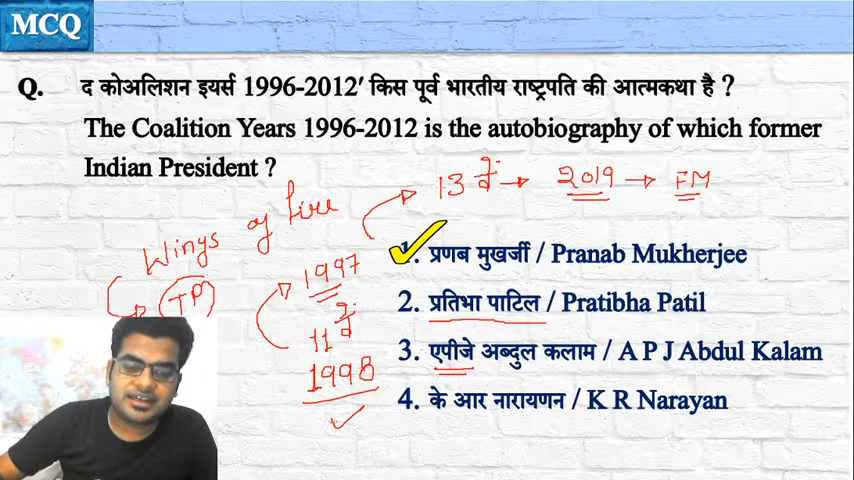 MCQ
Q. द कोअलिशन इयर्स 1996-2012' किस पूर्व भारतीय राष्ट्रपति की आत्मकथा है ?
The Coalition Years 1996-2012 is the autobiography of which former
Indian President ?
13 वें → 2019 → FM
Wings of fire
1997
(TP)
11 वें
1998
1. प्रणब मुखर्जी / Pranab Mukherjee
2. प्रतिभा पाटिल / Pratibha Patil
3. एपीजे अब्दुल कलाम / A P J Abdul Kalam
4. के आर नारायणन / K R Narayan